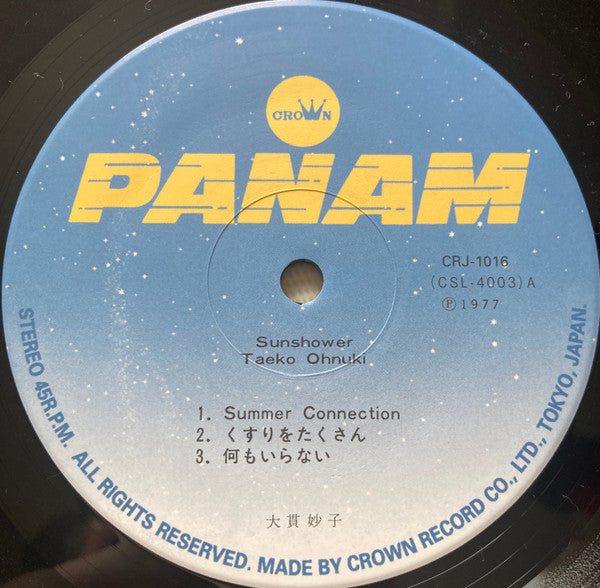 CROWN
PANAM
CRJ-1016
(CSL-4003)A
Ⓟ1977
Sunshower
Taeko Ohnuki
1. Summer Connection
2. くすりをたくさん
3. 何もいらない
大貫妙子
STEREO 45R.P.M. ALL RIGHTS RESERVED. MADE BY CROWN RECORD CO., LTD., TOKYO, JAPAN.